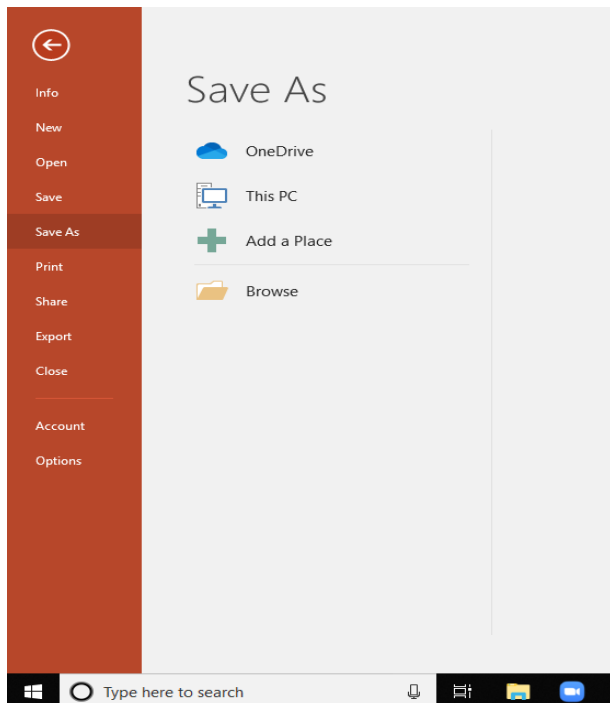 Info
New
Open
Save
Save As
Print
Share
Export
Close
Account
Options
Save As
OneDrive
This PC
Add a Place
Browse
Type here to search